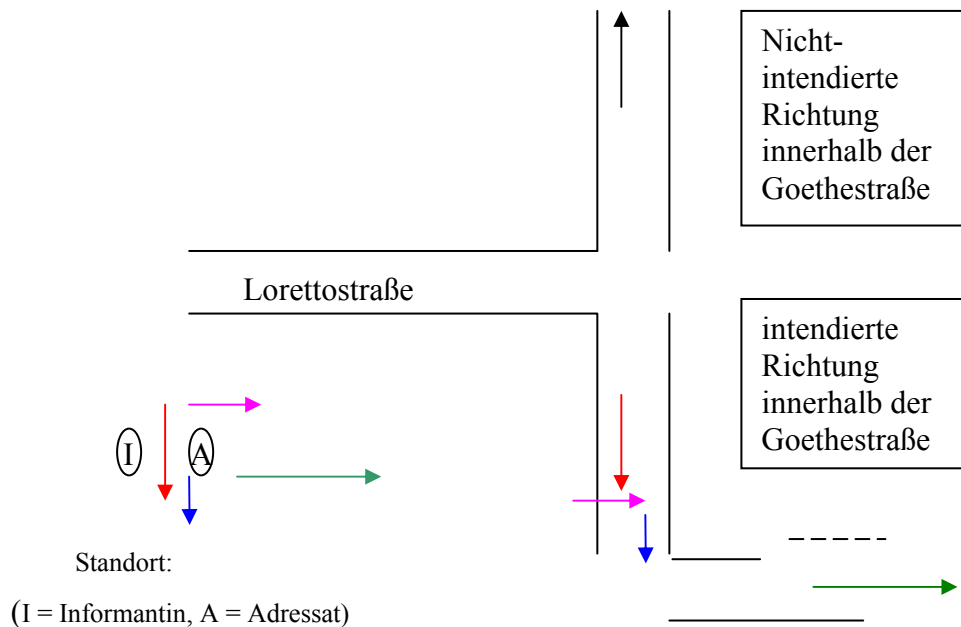 Nicht-
intendierte
Richtung
innerhalb der
Goethestraße
Lorettostraße
intendierte
Richtung
innerhalb der
Goethestraße
I A
Standort:
(I = Informantin, A = Adressat)